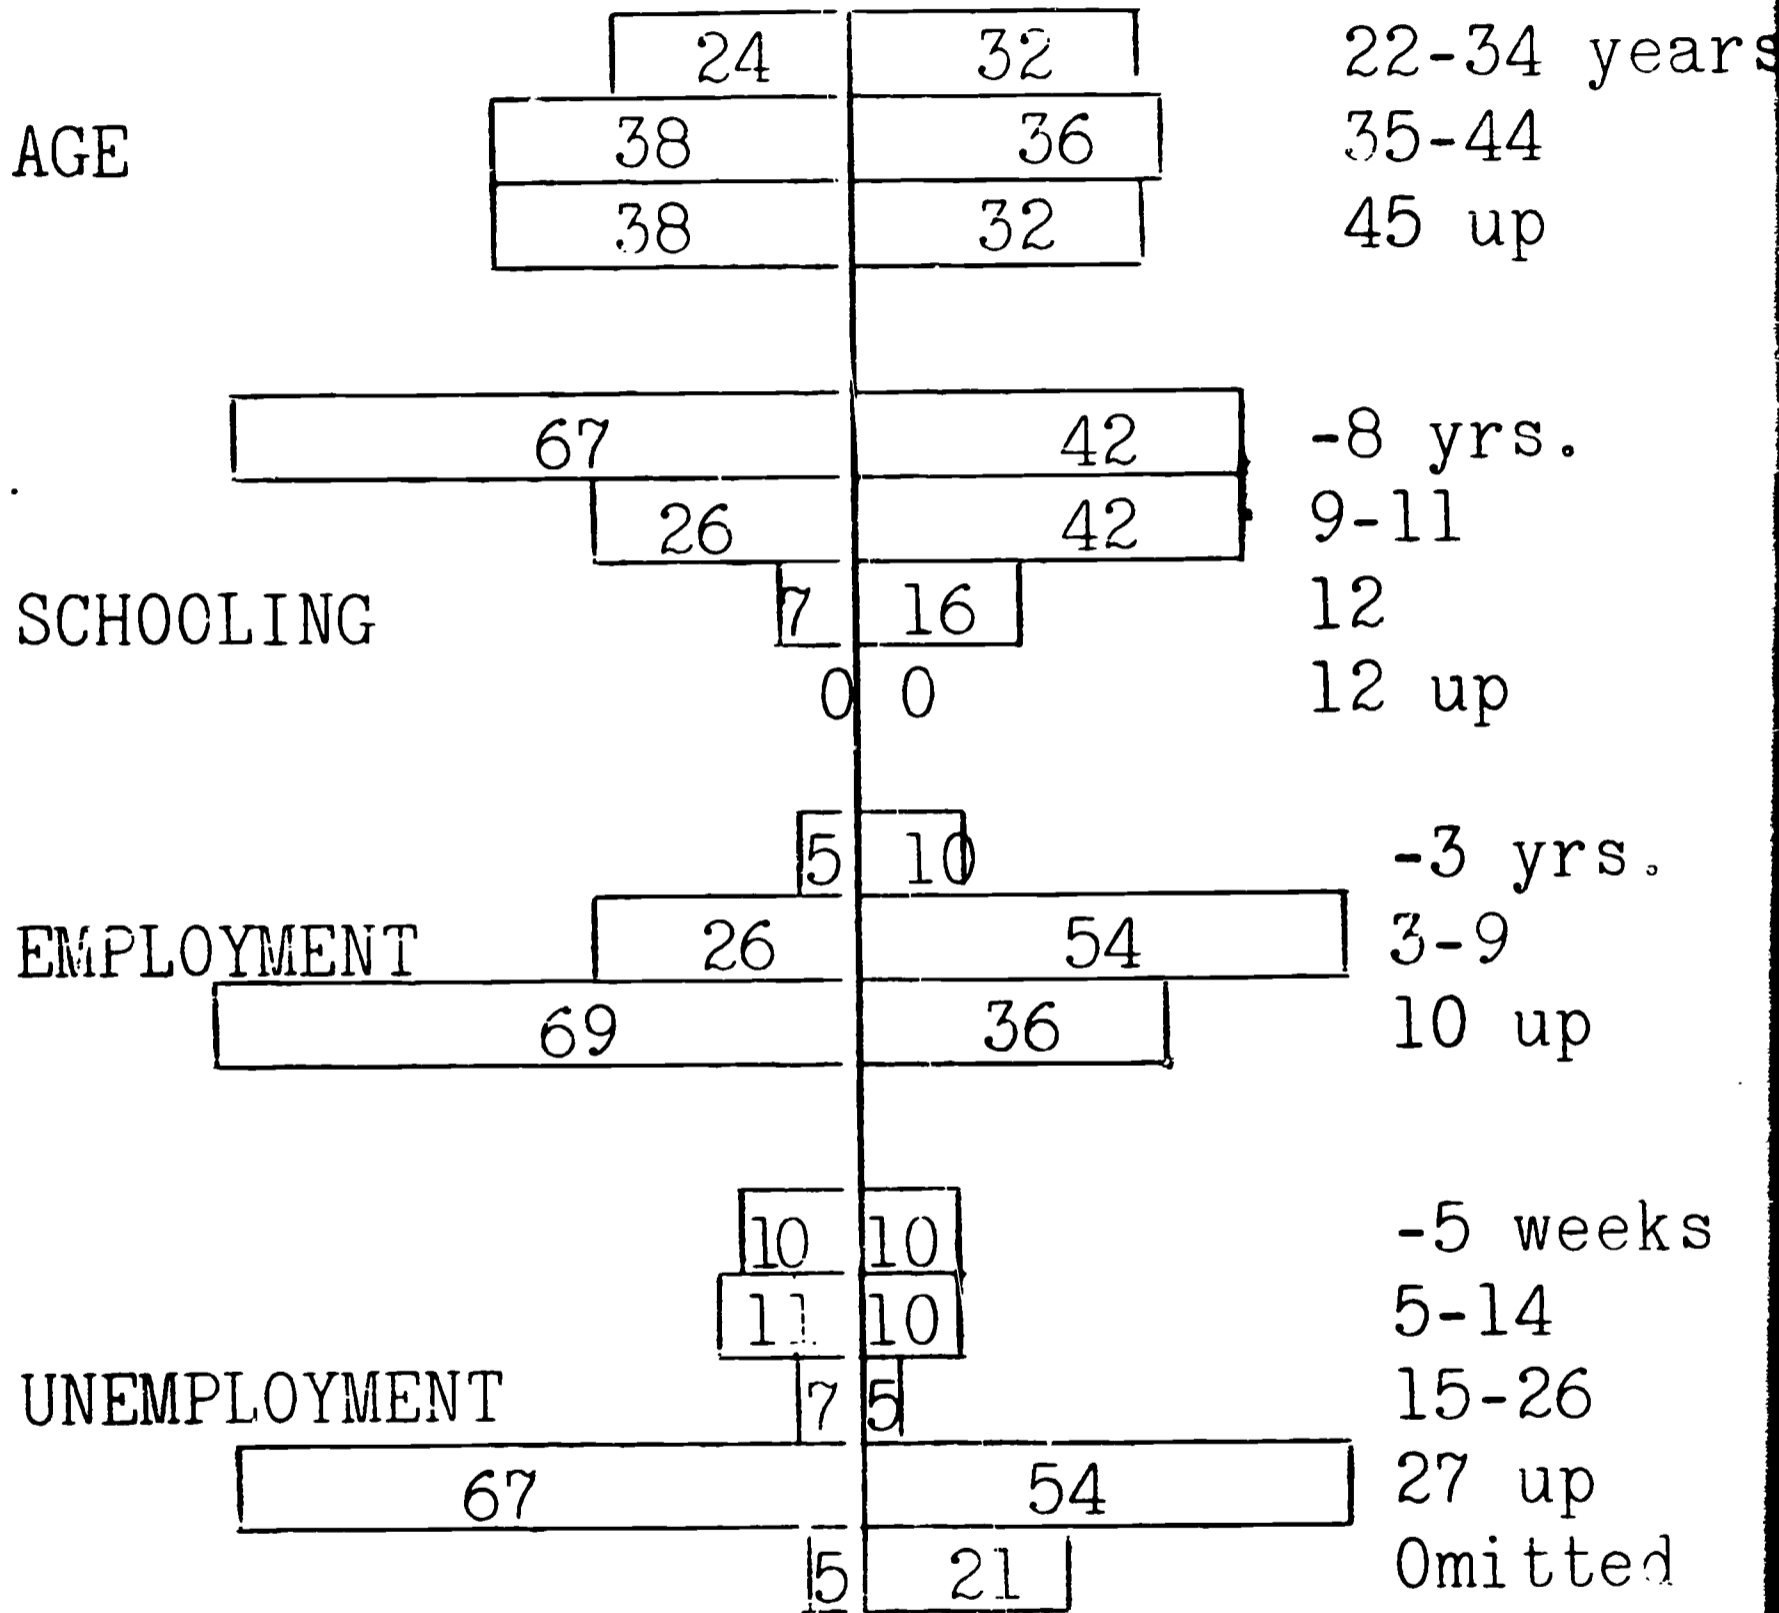 24 32 22-34 years
AGE 38 36 35-44
38 32 45 up
67 42 -8 yrs.
26 42 9-11
SCHOOLING 7 16 12
0 0 12 up
5 10 -3 yrs.
EMPLOYMENT 26 54 3-9
69 36 10 up
10 10 -5 weeks
11 10 5-14
UNEMPLOYMENT 7 5 15-26
67 54 27 up
5 21 Omitted